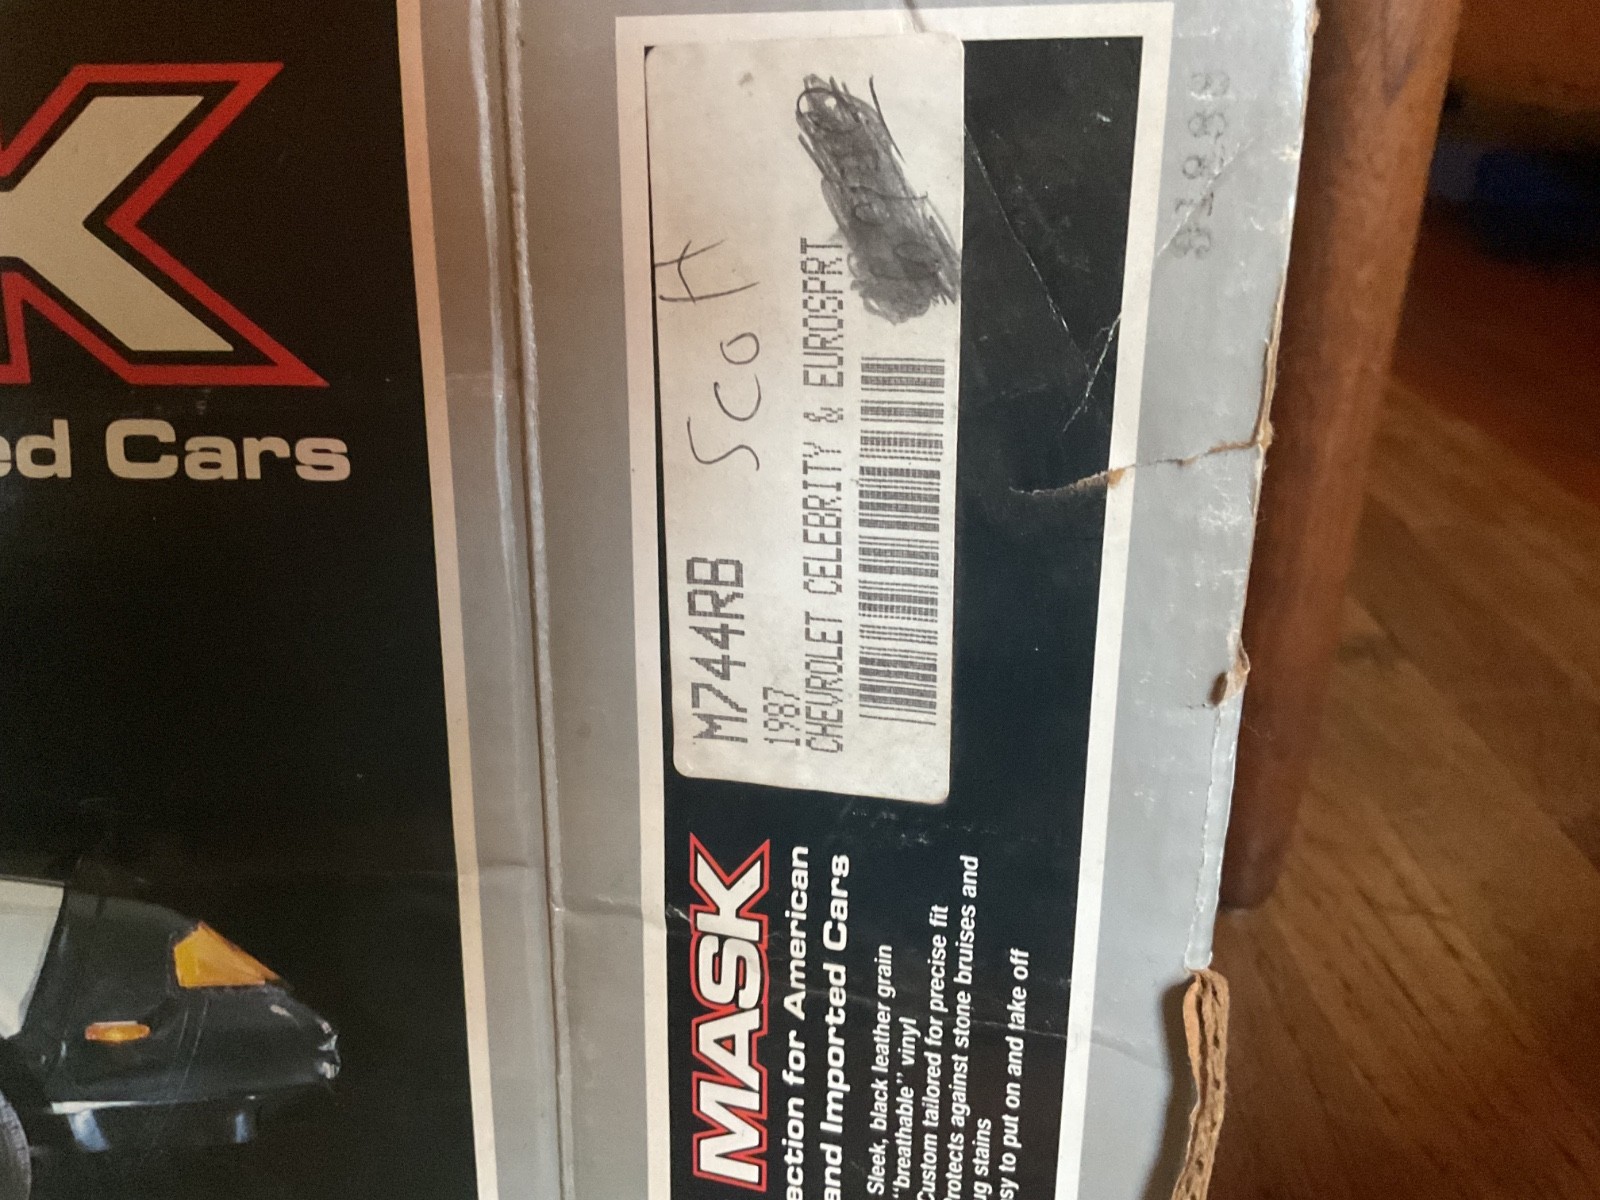 K
ed Cars
SCOTT
M744RB
1987
CHEVROLET CELEBRITY & EUROSPRT
MASK
ection for American
and Imported Cars
Sleek, black leather grain
"breathable" vinyl
Custom tailored for precise fit
rotects against stone bruises and
ug stains
sy to put on and take off